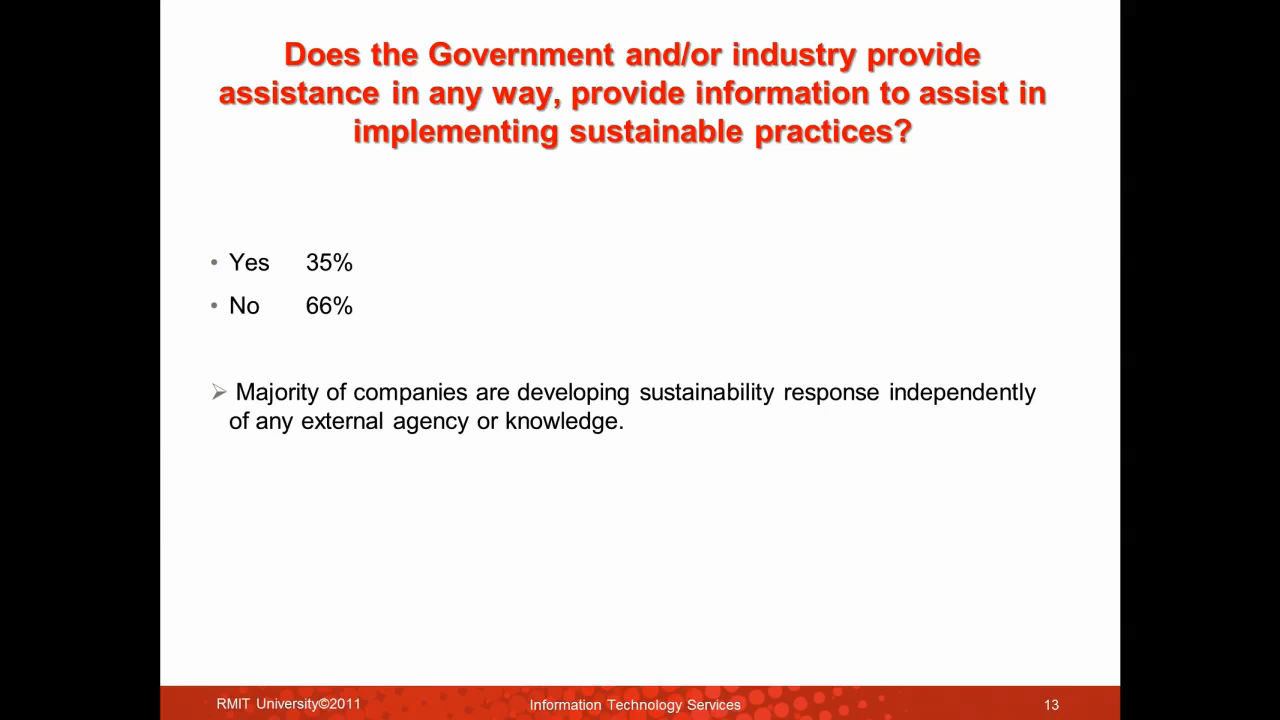 Does the Government and/or industry provide
assistance in any way, provide information to assist in
implementing sustainable practices?
• Yes 35%
• No 66%
➢ Majority of companies are developing sustainability response independently
of any external agency or knowledge.
RMIT University©2011 Information Technology Services 13